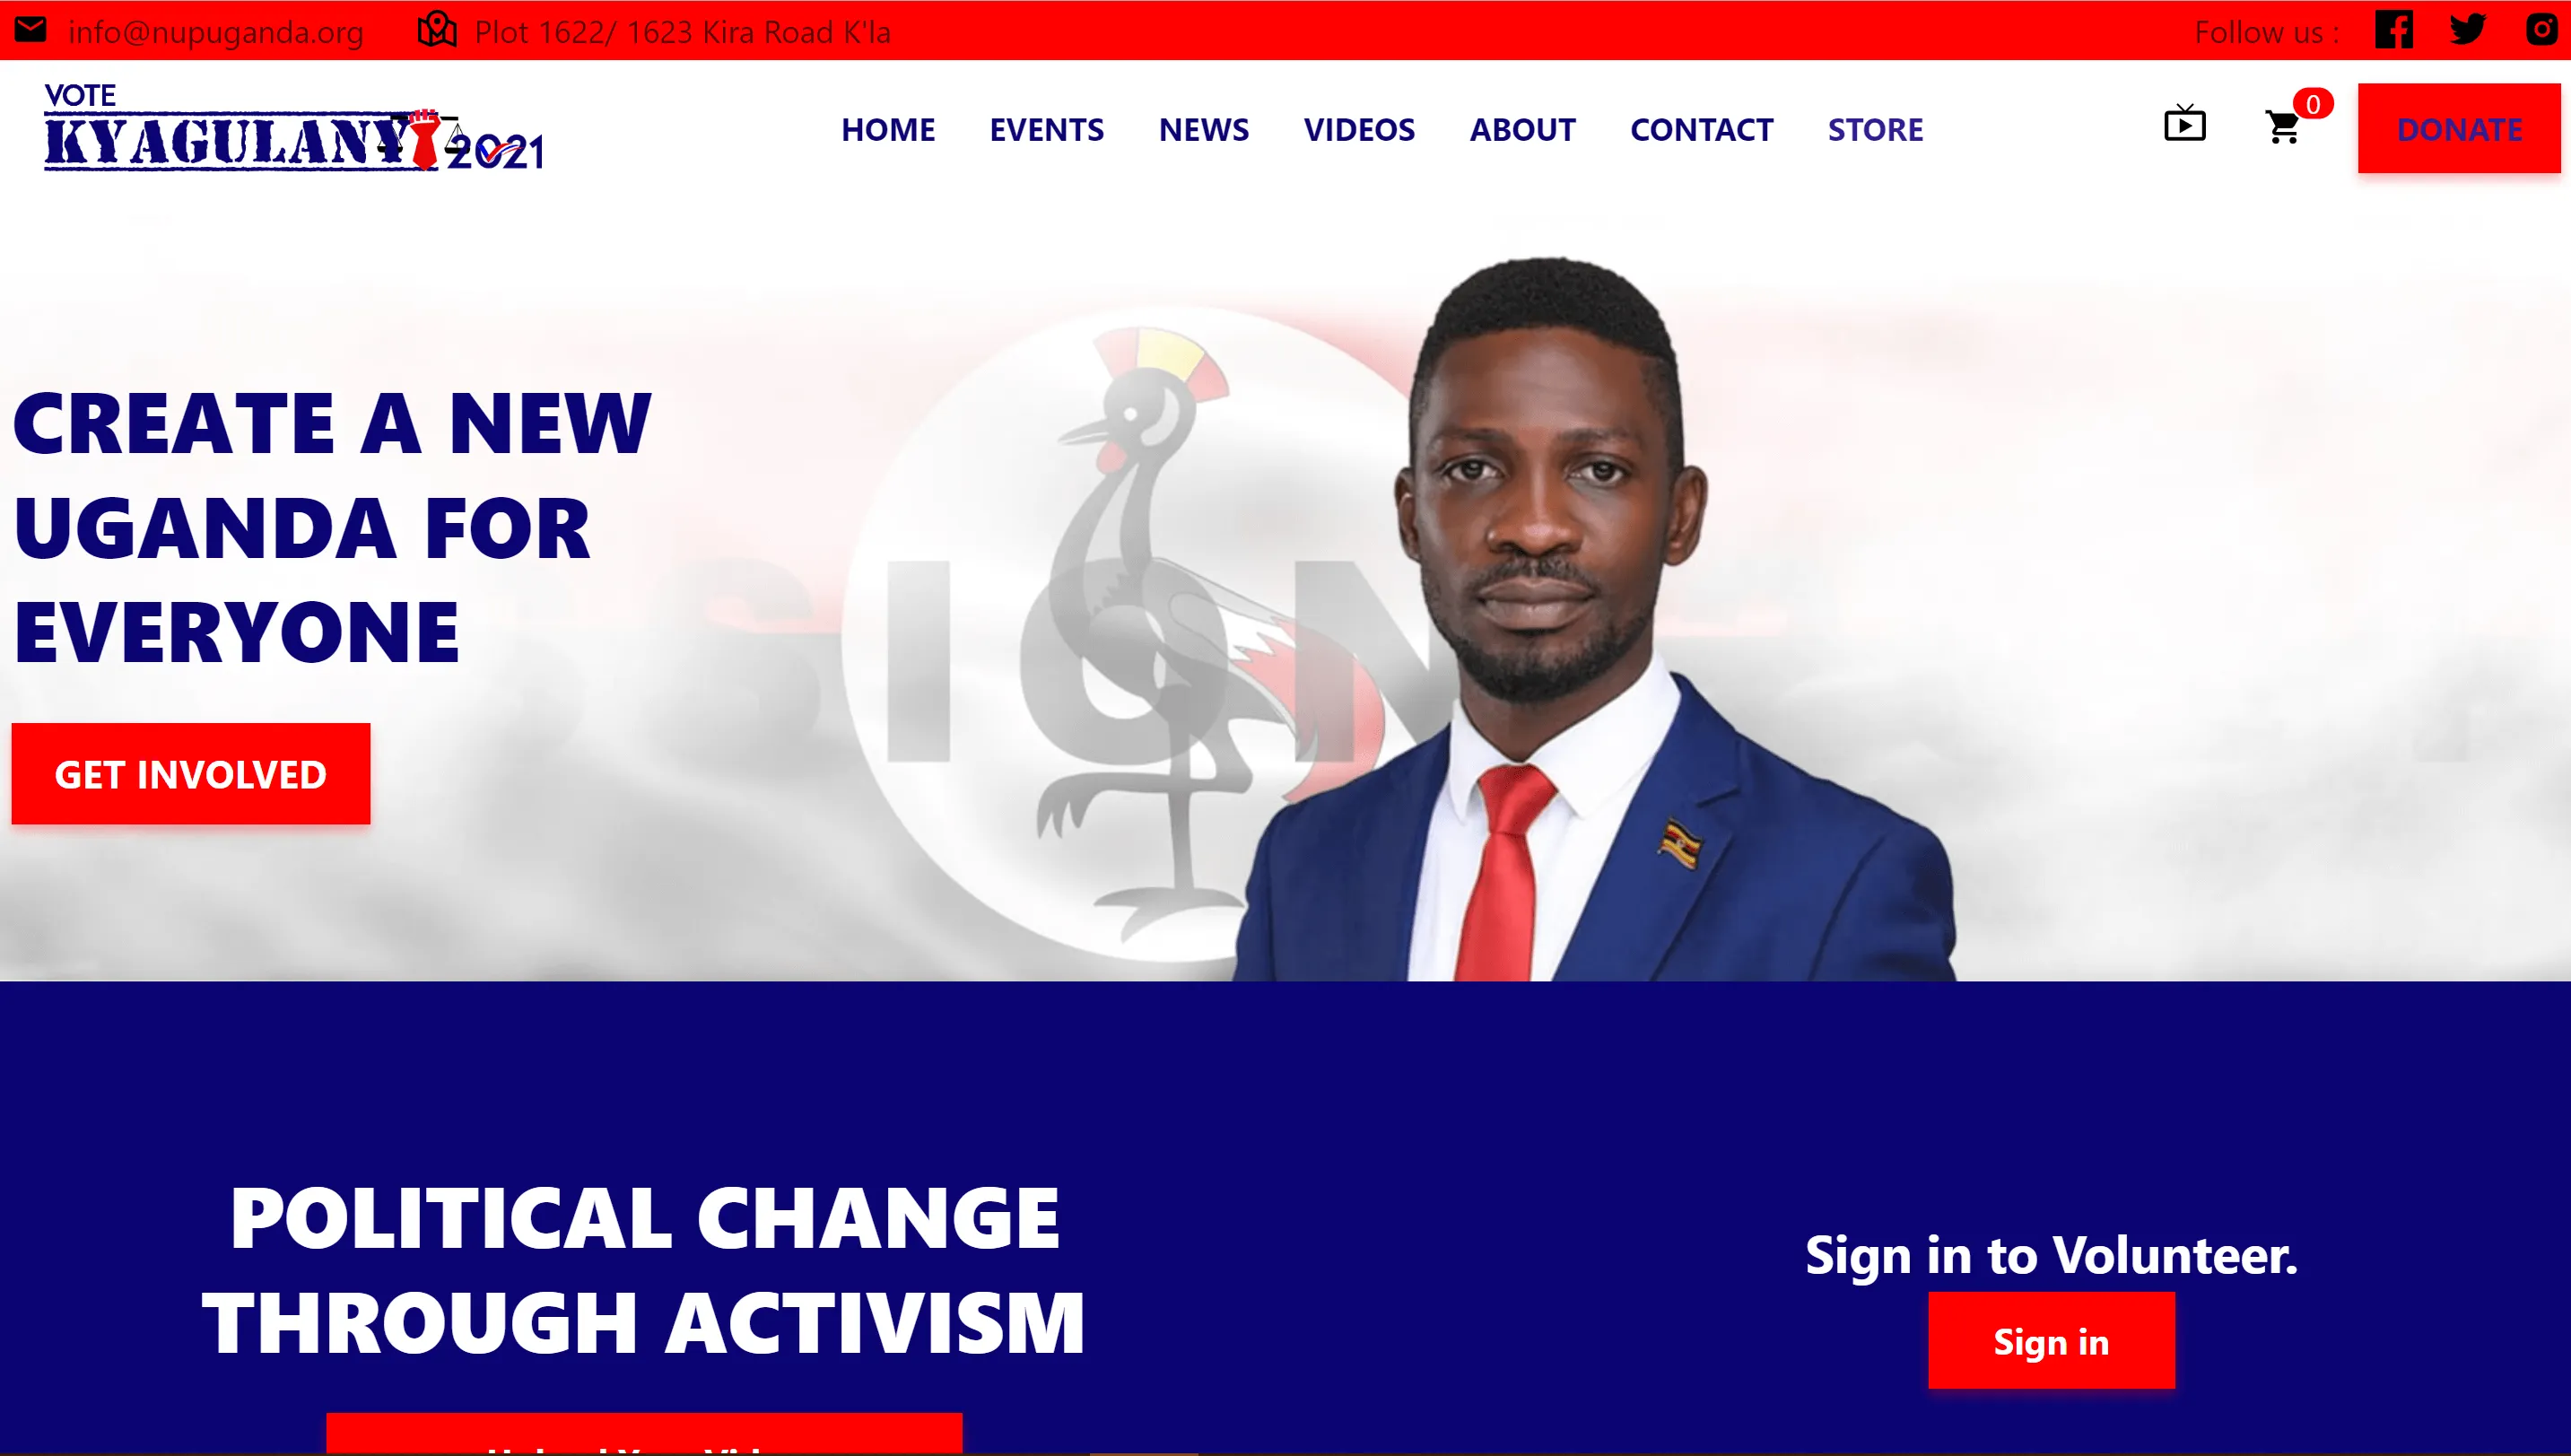 info@nupuganda.org
Plot 1622/ 1623 Kira Road K'la
Follow us :
VOTE
KYAGULANYI
2021
HOME
EVENTS
NEWS
VIDEOS
ABOUT
CONTACT
STORE
0
DONATE
CREATE A NEW
UGANDA FOR
EVERYONE
GET INVOLVED
POLITICAL CHANGE
THROUGH ACTIVISM
Sign in to Volunteer.
Sign in